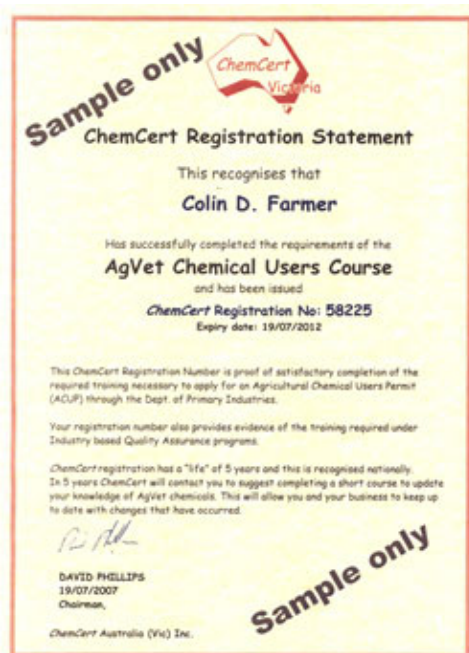 Sample only
ChemCert
Victoria
ChemCert Registration Statement
This recognises that
Colin D. Farmer
Has successfully completed the requirements of the
AgVet Chemical Users Course
and has been issued
ChemCert Registration No: 58225
Expiry date: 19/07/2012
This ChemCert Registration Number is proof of satisfactory completion of the
required training necessary to apply for an Agricultural Chemical Users Permit
(ACUP) through the Dept. of Primary Industries.
Your registration number also provides evidence of the training required under
Industry based Quality Assurance programs.
ChemCert registration has a "life" of 5 years and this is recognised nationally.
In 5 years ChemCert will contact you to suggest completing a short course to update
your knowledge of AgVet chemicals. This will allow you and your business to keep up
to date with changes that have occurred.
DAVID PHILLIPS
19/07/2007
Chairman,
ChemCert Australia (Vic) Inc.
Sample only